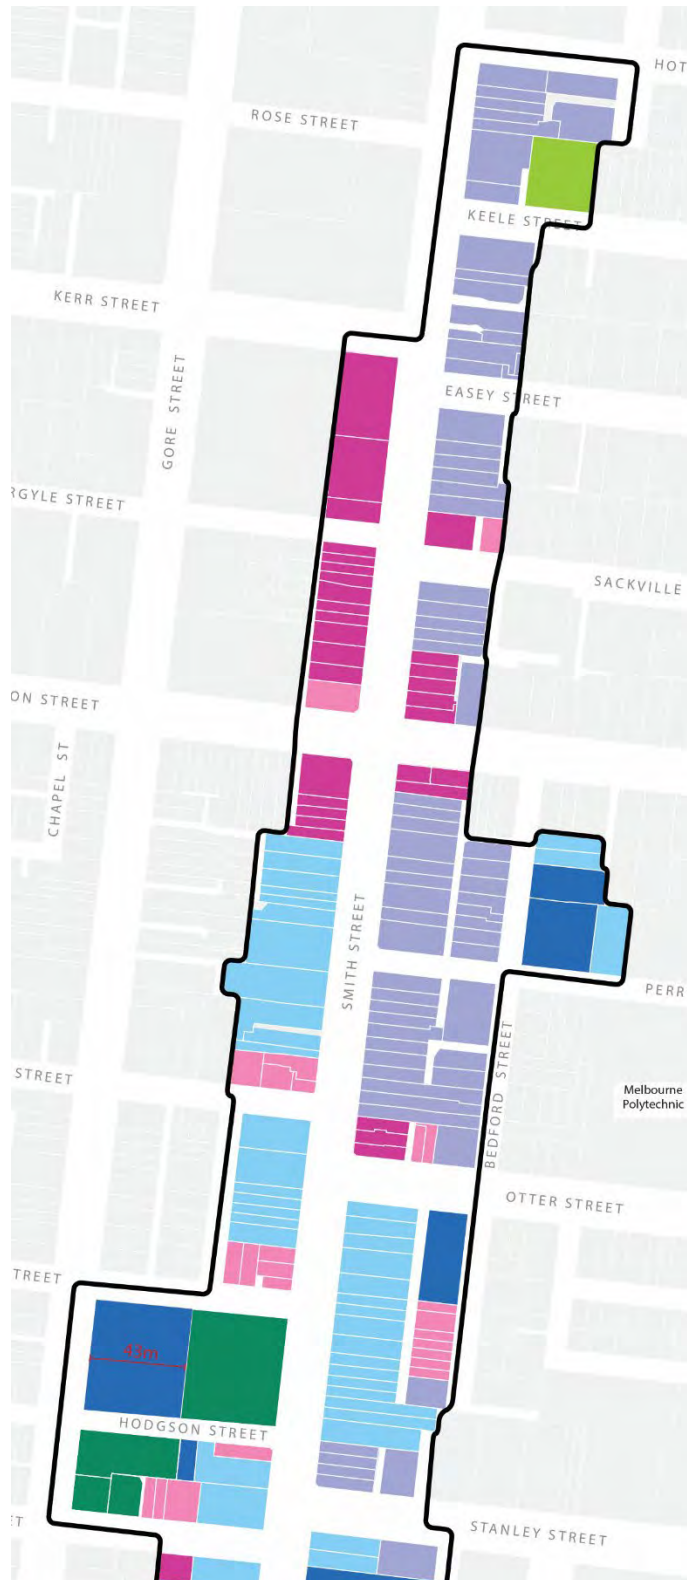 HOT
ROSE STREET
KEELE STREET
KERR STREET
GORE STREET
EASEY STREET
RGYLE STREET
SACKVILLE
ON STREET
CHAPEL ST
SMITH STREET
PERR
BEDFORD STREET
STREET
Melbourne
Polytechnic
OTTER STREET
TREET
43m
HODGSON STREET
ET
STANLEY STREET